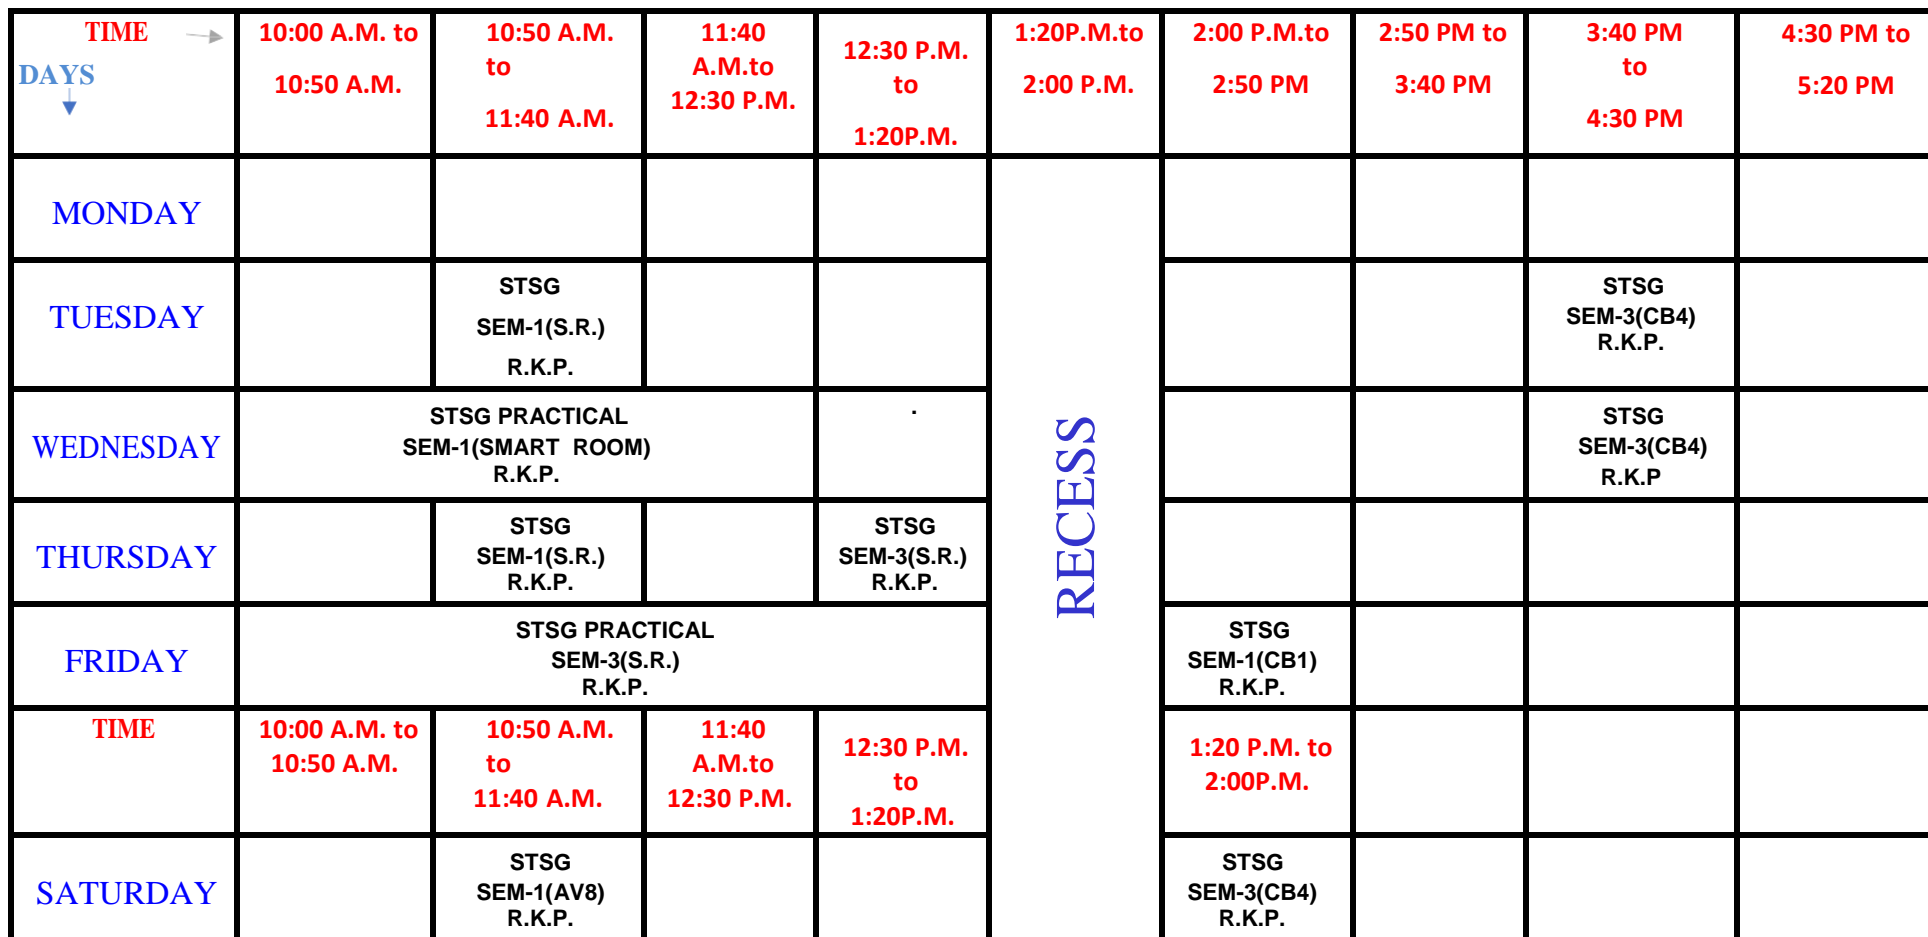 TIME
DAYS
10:00 A.M. to
10:50 A.M.
10:50 A.M.
to
11:40 A.M.
11:40
A.M.to
12:30 P.M.
12:30 P.M.
to
1:20P.M.
1:20P.M.to
2:00 P.M.
2:00 P.M.to
2:50 PM
2:50 PM to
3:40 PM
3:40 PM
to
4:30 PM
4:30 PM to
5:20 PM
MONDAY
RECESS
TUESDAY
STSG
SEM-1(S.R.)
R.K.P.
STSG
SEM-3(CB4)
R.K.P.
WEDNESDAY
STSG PRACTICAL
SEM-1(SMART ROOM)
R.K.P.
.
STSG
SEM-3(CB4)
R.K.P
THURSDAY
STSG
SEM-1(S.R.)
R.K.P.
STSG
SEM-3(S.R.)
R.K.P.
FRIDAY
STSG PRACTICAL
SEM-3(S.R.)
R.K.P.
STSG
SEM-1(CB1)
R.K.P.
TIME
10:00 A.M. to
10:50 A.M.
10:50 A.M.
to
11:40 A.M.
11:40
A.M.to
12:30 P.M.
12:30 P.M.
to
1:20P.M.
1:20 P.M. to
2:00P.M.
SATURDAY
STSG
SEM-1(AV8)
R.K.P.
STSG
SEM-3(CB4)
R.K.P.